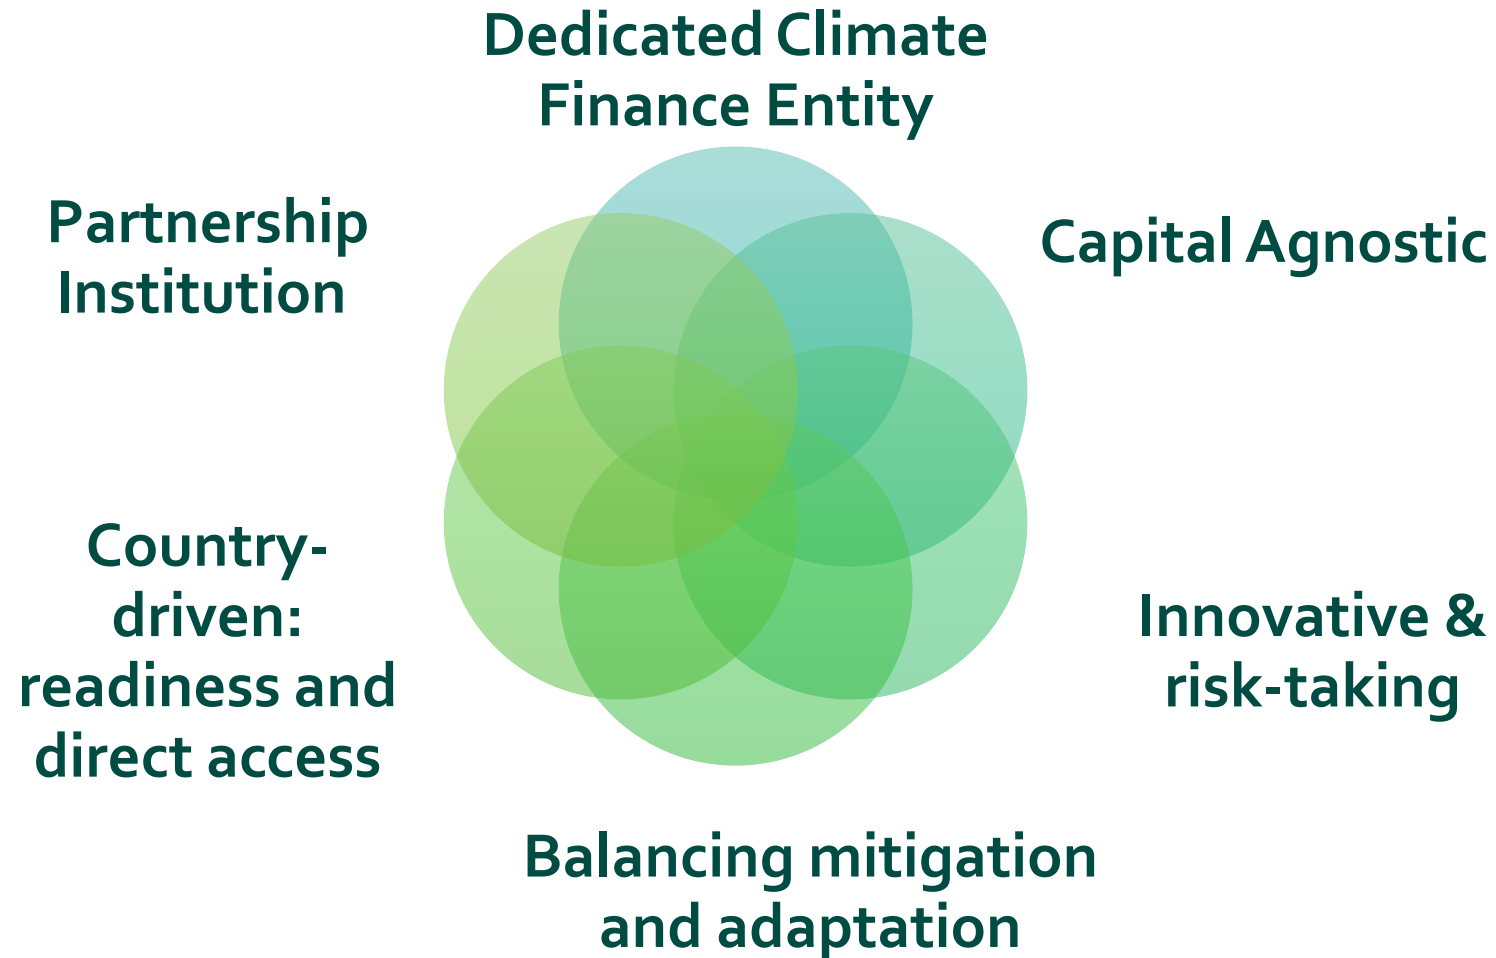 Dedicated Climate
Finance Entity
Partnership
Institution
Capital Agnostic
Country-
driven:
readiness and
direct access
Innovative &
risk-taking
Balancing mitigation
and adaptation